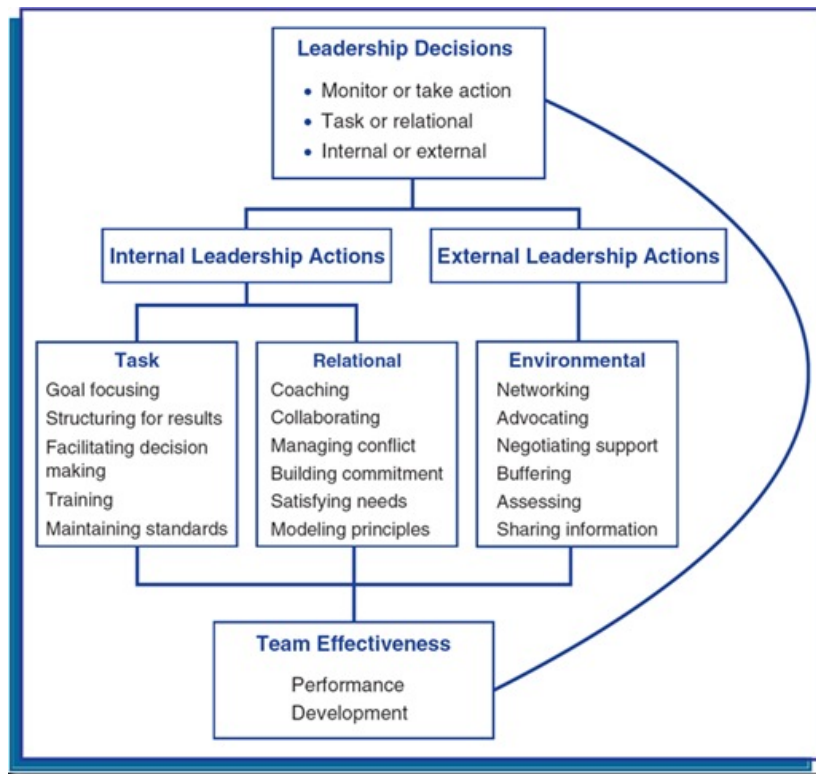 Leadership Decisions
• Monitor or take action
• Task or relational
• Internal or external
Internal Leadership Actions
External Leadership Actions
Task
Goal focusing
Structuring for results
Facilitating decision
making
Training
Maintaining standards
Relational
Coaching
Collaborating
Managing conflict
Building commitment
Satisfying needs
Modeling principles
Environmental
Networking
Advocating
Negotiating support
Buffering
Assessing
Sharing information
Team Effectiveness
Performance
Development